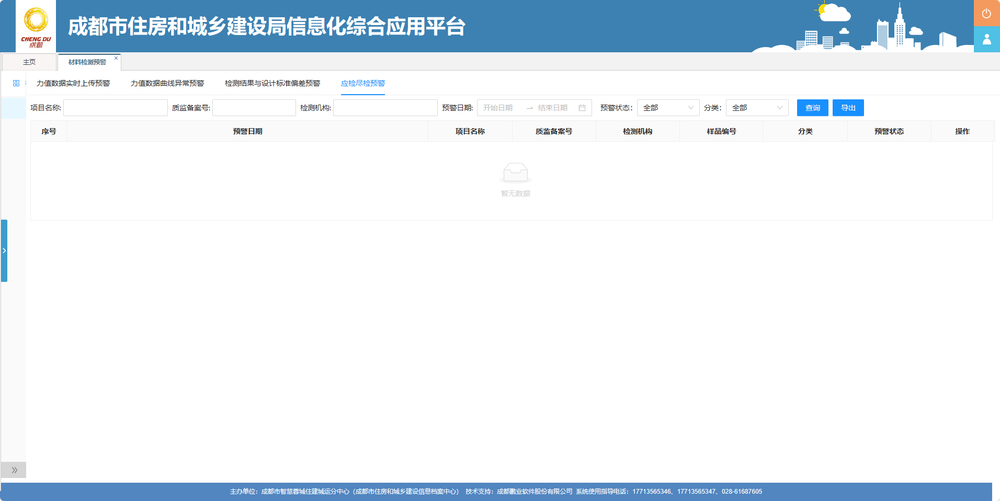 CHENG DU
成都
成都市住房和城乡建设局信息化综合应用平台
主页
材料检测预警
力值数据实时上传预警 力值数据曲线异常预警 检测结果与设计标准偏差预警 应检尽检预警
项目名称: 质监备案号: 检测机构: 预警日期: 开始日期 结束日期 预警状态: 全部 分类: 全部 查询 导出
序号 预警日期 项目名称 质监备案号 检测机构 样品编号 分类 预警状态 操作
暂无数据
主办单位：成都市智慧蓉城住建城运分中心（成都市住房和城乡建设信息档案中心） 技术支持：成都鹏业软件股份有限公司 系统使用指导电话：17713565346、17713565347、028-61687605